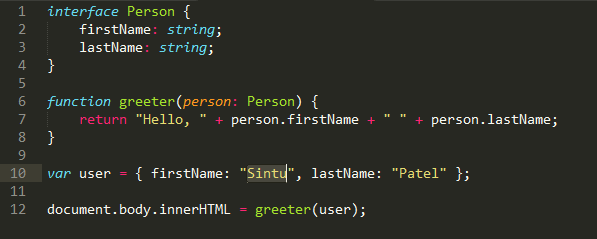 1 interface Person {
2     firstName: string;
3     lastName: string;
4 }
5
6 function greeter(person: Person) {
7     return "Hello, " + person.firstName + " " + person.lastName;
8 }
9
10 var user = { firstName: "Sintu", lastName: "Patel" };
11
12 document.body.innerHTML = greeter(user);